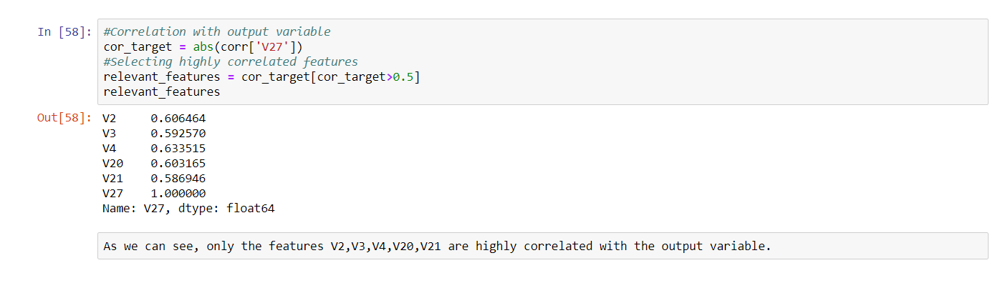 In [58]: #Correlation with output variable
cor_target = abs(corr['V27'])
#Selecting highly correlated features
relevant_features = cor_target[cor_target>0.5]
relevant_features
Out[58]: V2     0.606464
V3     0.592570
V4     0.633515
V20    0.603165
V21    0.586946
V27    1.000000
Name: V27, dtype: float64
As we can see, only the features V2,V3,V4,V20,V21 are highly correlated with the output variable.